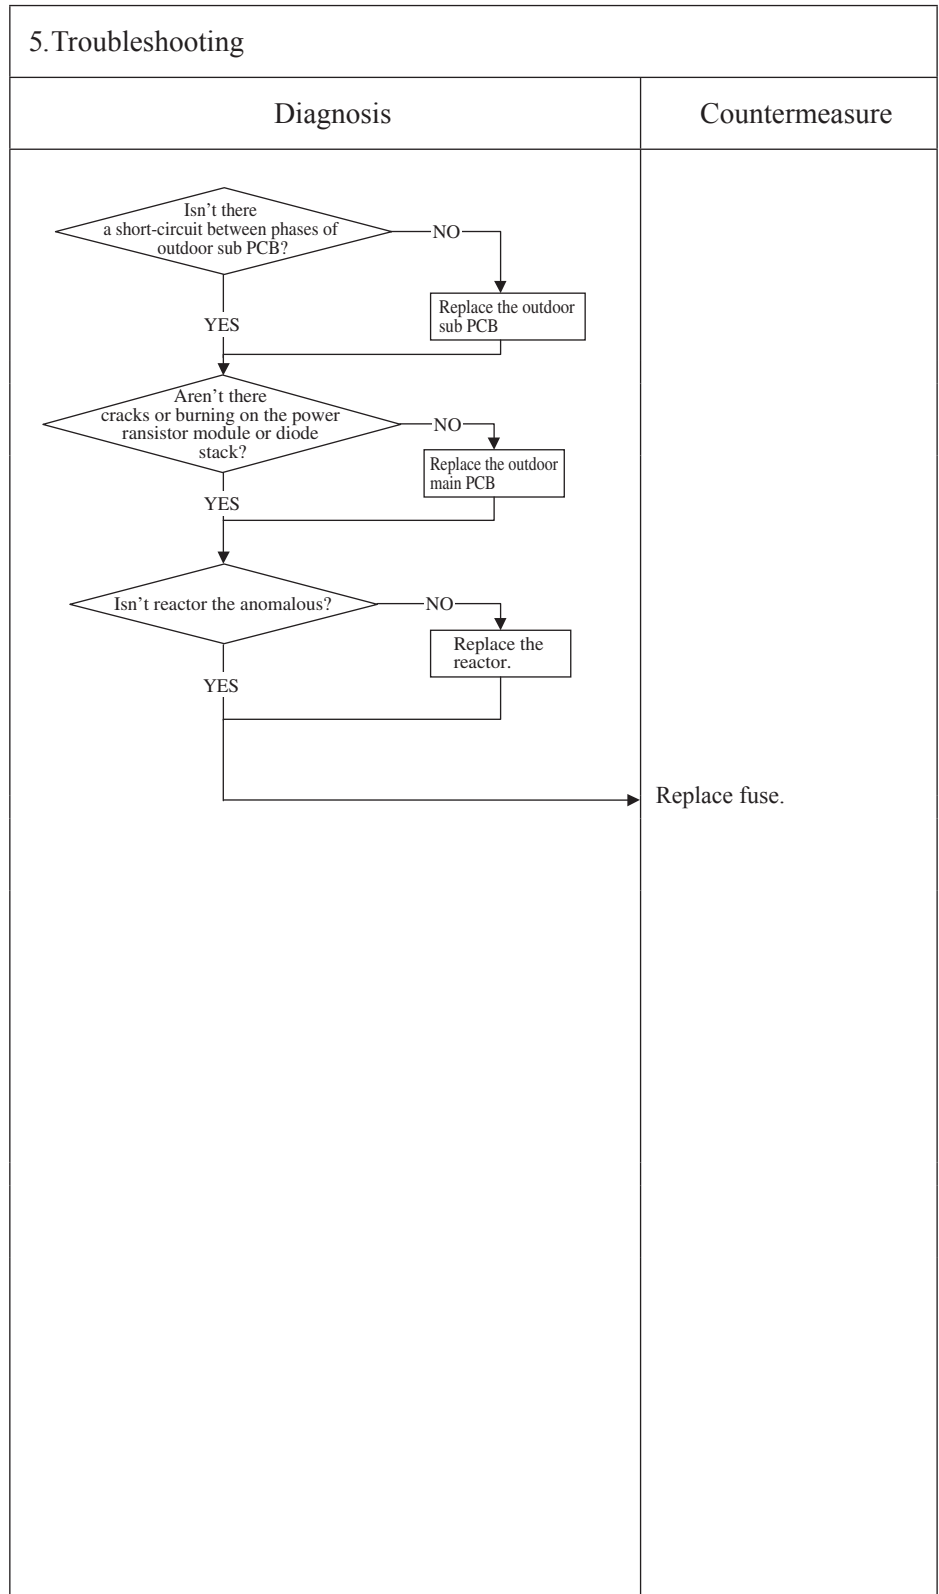 5.Troubleshooting
Diagnosis
Countermeasure
Isn't there
a short-circuit between phases of
outdoor sub PCB?
NO
Replace the outdoor
sub PCB
YES
Aren't there
cracks or burning on the power
ransistor module or diode
stack?
NO
Replace the outdoor
main PCB
YES
Isn't reactor the anomalous?
NO
Replace the
reactor.
YES
Replace fuse.